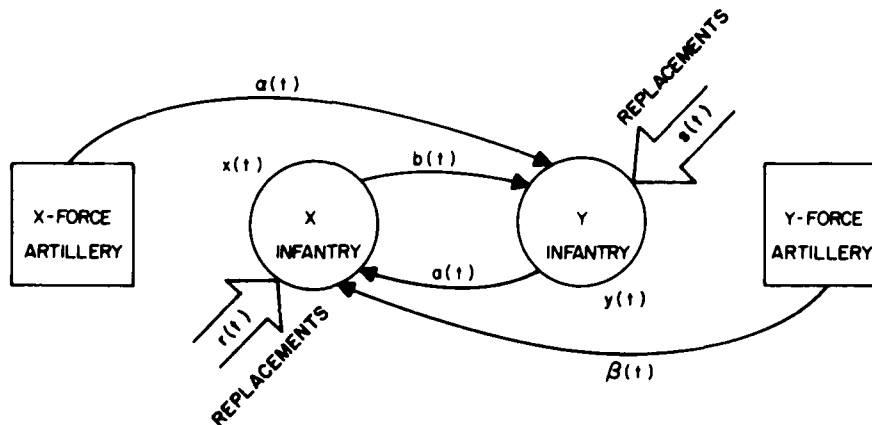 α(t)
REPLACEMENTS
s(t)
x(t)
b(t)
X-FORCE
ARTILLERY
X
INFANTRY
Y
INFANTRY
Y-FORCE
ARTILLERY
a(t)
y(t)
r(t)
REPLACEMENTS
β(t)